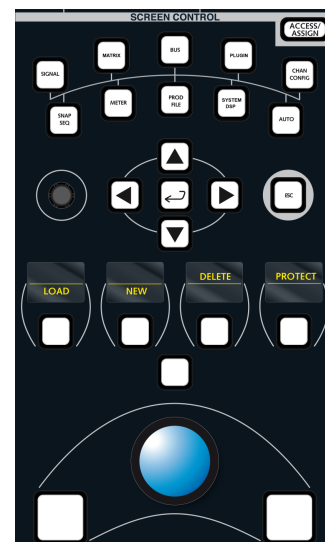 SCREEN CONTROL
ACCESS/
ASSIGN
BUS
MATRIX
PLUGIN
SIGNAL
CHAN
CONFIG
METER
PROD
FILE
SYSTEM
DSP
SNAP
SEQ
AUTO
ESC
LOAD
NEW
DELETE
PROTECT